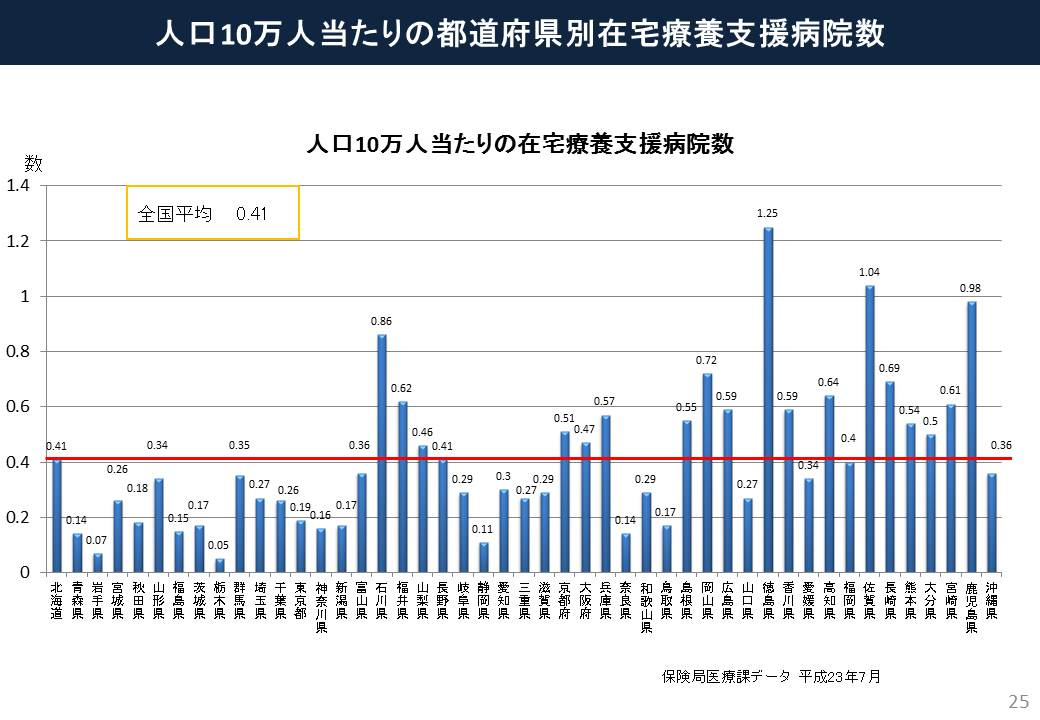 人口10万人当たりの都道府県別在宅療養支援病院数
人口10万人当たりの在宅療養支援病院数
数
全国平均　0.41
1.4
1.2
1
0.8
0.6
0.4
0.2
0
0.41
0.14
0.07
0.26
0.18
0.34
0.15
0.17
0.05
0.35
0.27
0.26
0.19
0.16
0.17
0.36
0.86
0.62
0.46
0.41
0.29
0.11
0.3
0.27
0.29
0.51
0.47
0.57
0.14
0.29
0.17
0.55
0.72
0.59
0.27
1.25
0.59
0.34
0.64
0.4
1.04
0.69
0.54
0.5
0.61
0.98
0.36
北海道
青森県
岩手県
宮城県
秋田県
山形県
福島県
茨城県
栃木県
群馬県
埼玉県
千葉県
東京都
神奈川県
新潟県
富山県
石川県
福井県
山梨県
長野県
岐阜県
静岡県
愛知県
三重県
滋賀県
京都府
大阪府
兵庫県
奈良県
和歌山県
鳥取県
島根県
岡山県
広島県
山口県
徳島県
香川県
愛媛県
高知県
福岡県
佐賀県
長崎県
熊本県
大分県
宮崎県
鹿児島県
沖縄県
保険局医療課データ 平成23年7月
25